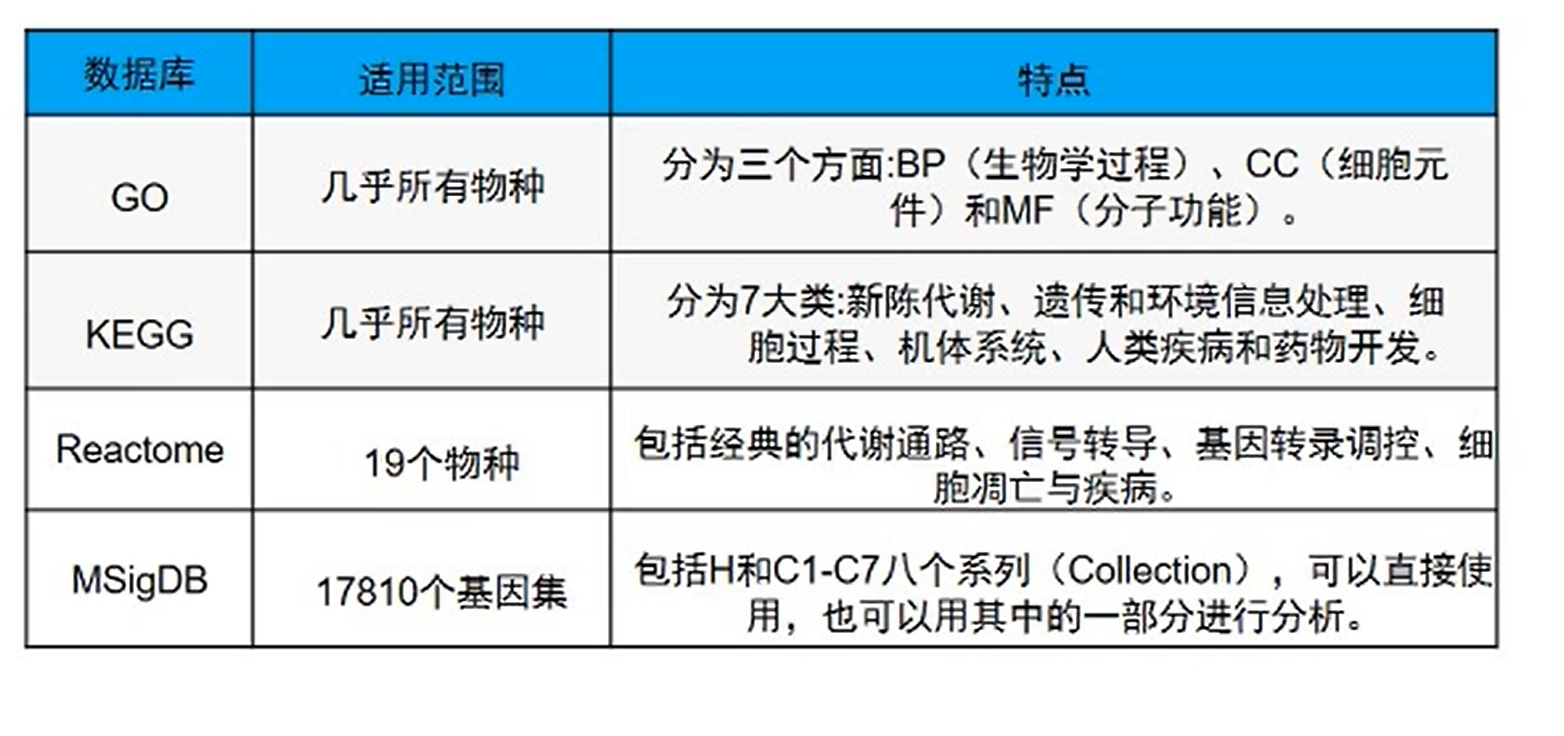 数据库 适用范围 特点
GO
几乎所有物种
分为三个方面:BP（生物学过程）、CC（细胞元
件）和MF（分子功能）。
KEGG
几乎所有物种
分为7大类:新陈代谢、遗传和环境信息处理、细
胞过程、机体系统、人类疾病和药物开发。
Reactome
19个物种
包括经典的代谢通路、信号转导、基因转录调控、细
胞凋亡与疾病。
MSigDB
17810个基因集
包括H和C1-C7八个系列（Collection），可以直接使
用，也可以用其中的一部分进行分析。